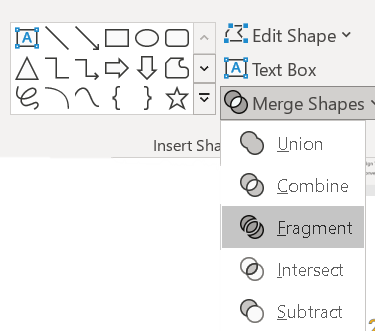 Edit Shape
Text Box
Merge Shapes
Insert Sha
Union
Combine
Fragment
Intersect
Subtract